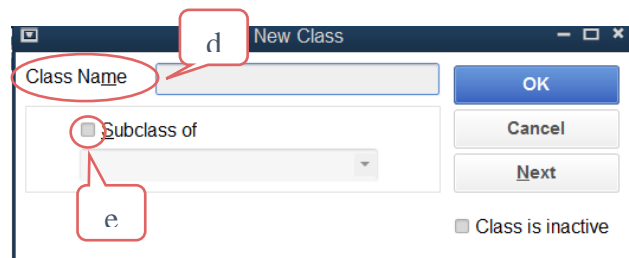 d
New Class
Class Name
OK
Subclass of
Cancel
Next
e
Class is inactive